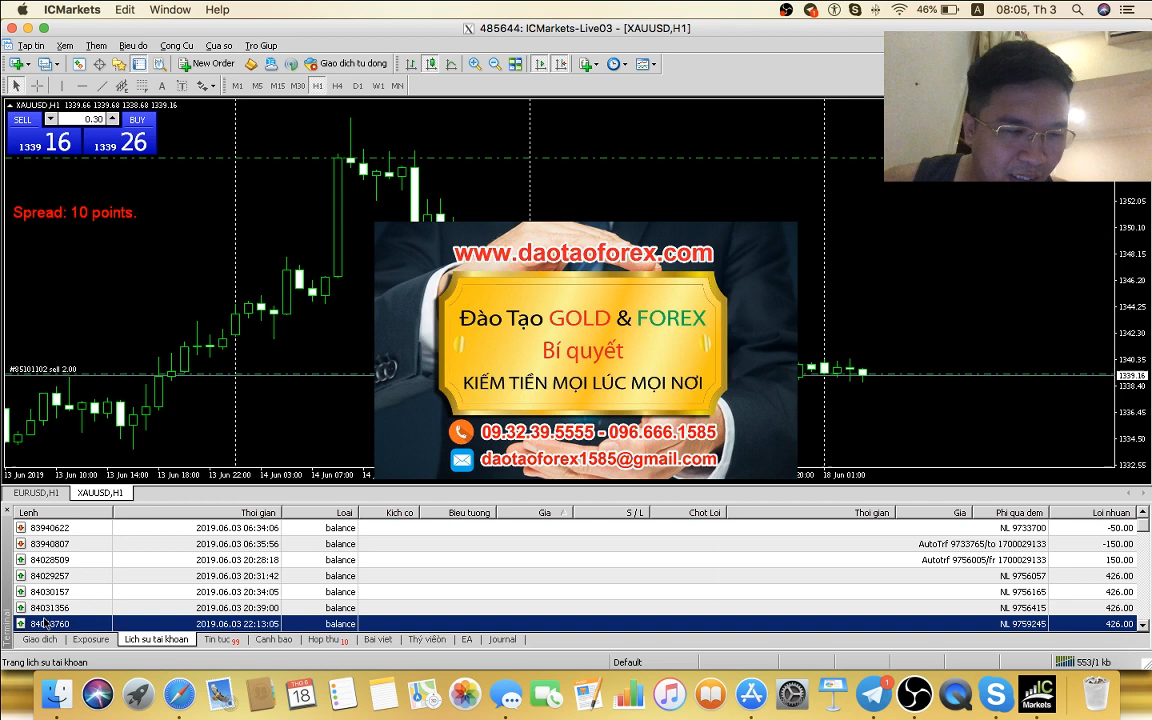 ICMarkets Edit Window Help
46% A 08:05, Th 3
485644: ICMarkets-Live03 - [XAUUSD,H1]
Tap tin Xem Them Bieu do Cong Cu Cua so Tro Giup
New Order Giao dich tu dong
A T M1 M5 M15 M30 H1 H4 D1 W1 MN
XAUUSD,H1 1339.66 1339.68 1338.68 1339.16
SELL 0.30 BUY
1339 16 1339 26
Spread: 10 points.
1352.05
1350.10
1348.15
1346.20
1344.25
1342.30
1340.35
1339.16
1338.40
1336.45
1334.50
1332.55
#85101102 sell 2.00
www.daotaoforex.com
Đào Tạo GOLD & FOREX
Bí quyết
KIẾM TIỀN MỌI LÚC MỌI NƠI
09.32.39.5555 - 096.666.1585
daotaoforex1585@gmail.com
13 Jun 2019 13 Jun 10:00 13 Jun 14:00 13 Jun 22:00 14 Jun 03:00 14 Jun 07:00 20:00 18 Jun 01:00
EURUSD,H1 XAUUSD,H1
Lenh Thoi gian Loai Kich co Bieu tuong Gia S / L Chot Loi Thoi gian Gia Phi qua dem Loi nhuan
83940622 2019.06.03 06:34:06 balance NL 9733700 -50.00
83940807 2019.06.03 06:35:56 balance AutoTrf 9733765/to 1700029133 -150.00
84028509 2019.06.03 20:28:18 balance AutoTrf 9756005/fr 1700029133 150.00
84029257 2019.06.03 20:31:42 balance NL 9756057 426.00
84030157 2019.06.03 20:34:05 balance NL 9756165 426.00
84031356 2019.06.03 20:39:00 balance NL 9756415 426.00
2019.06.03 22:13:05 balance NL 9759245 426.00
Terminal
Giao dich Exposure Lich su tai khoan Tin tuc 99 Canh bao Hop thu 10 Bai viet Thý viêòn EA Journal
Trang lich su tai khoan Default 553/1 kb
THG 6
18
1
IC
Markets